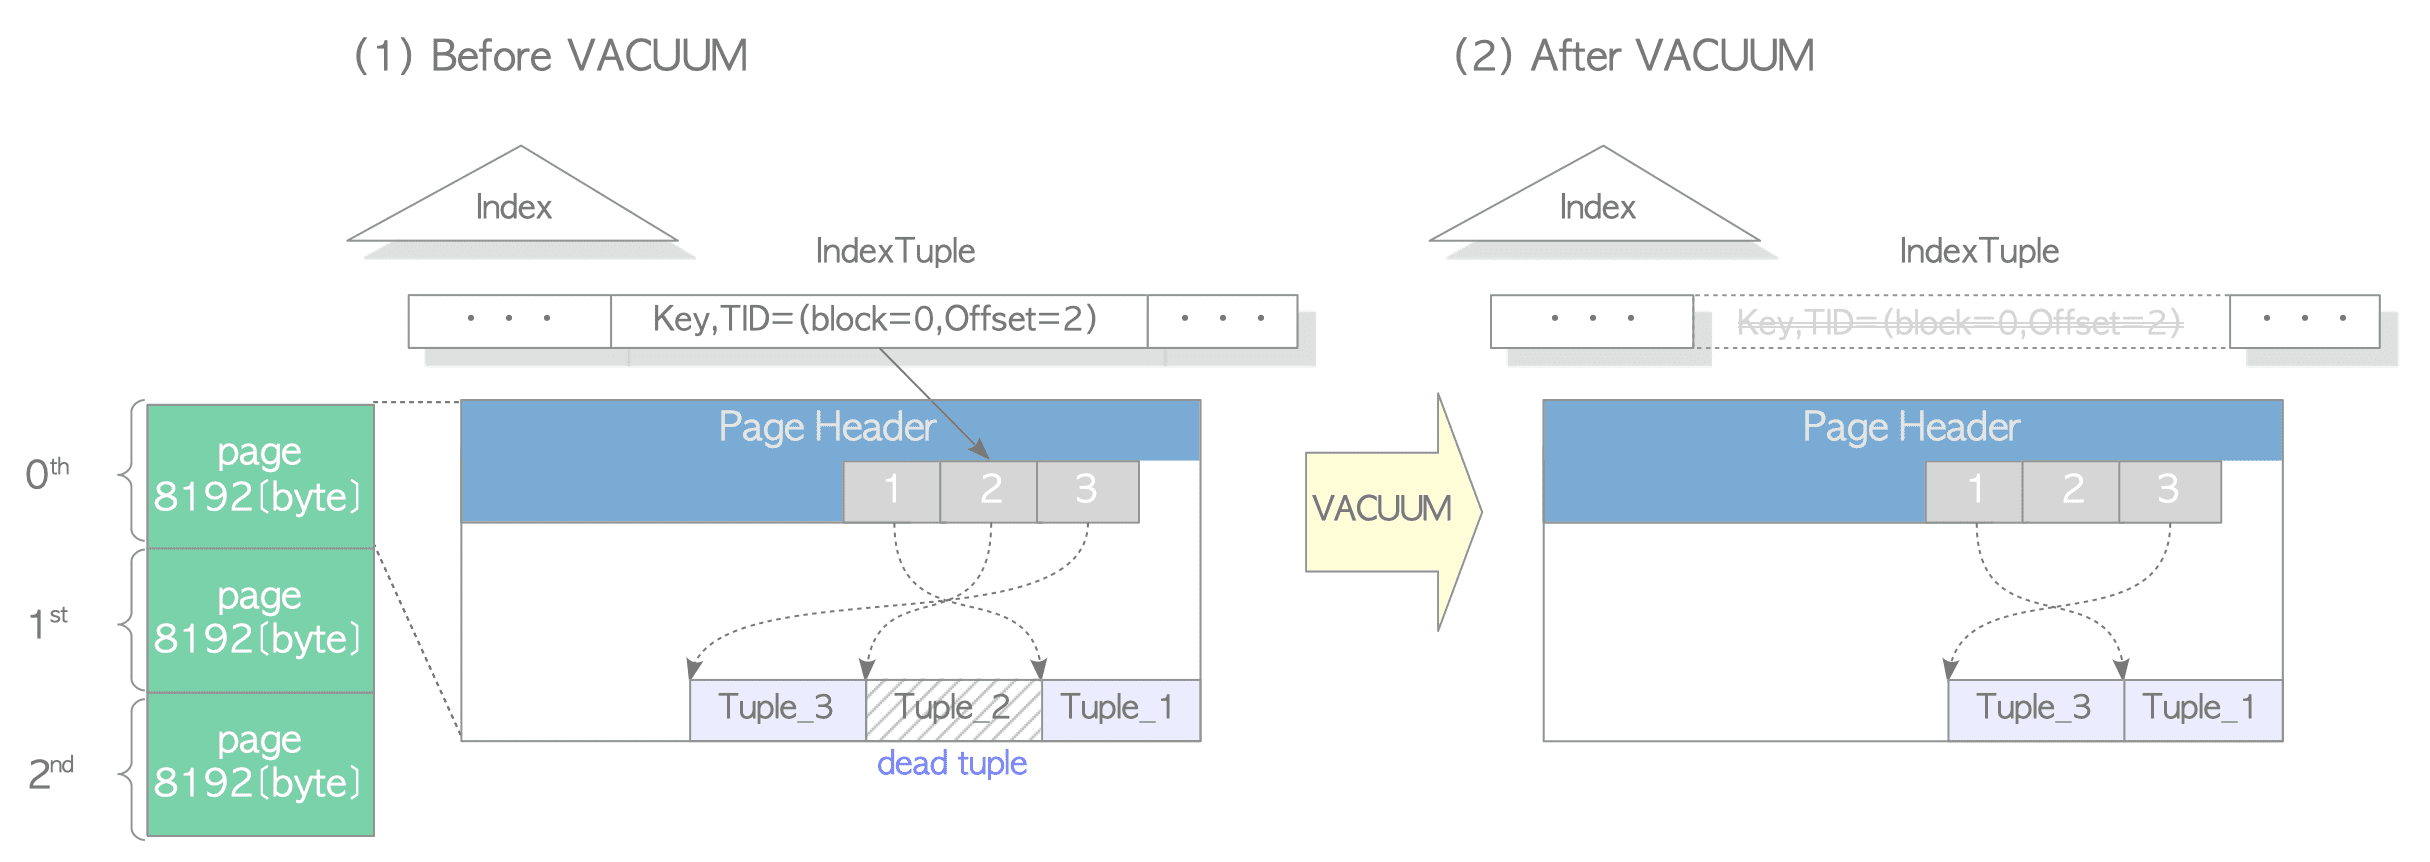 (1) Before VACUUM
(2) After VACUUM
Index
IndexTuple
・・・
Key,TID=(block=0,Offset=2)
・・・
Index
IndexTuple
・・・
Key,TID=(block=0,Offset=2)
・・・
0th
page
8192[byte]
1st
page
8192[byte]
2nd
page
8192[byte]
Page Header
1 2 3
Tuple_3 Tuple_2 Tuple_1
dead tuple
VACUUM
Page Header
1 2 3
Tuple_3 Tuple_1